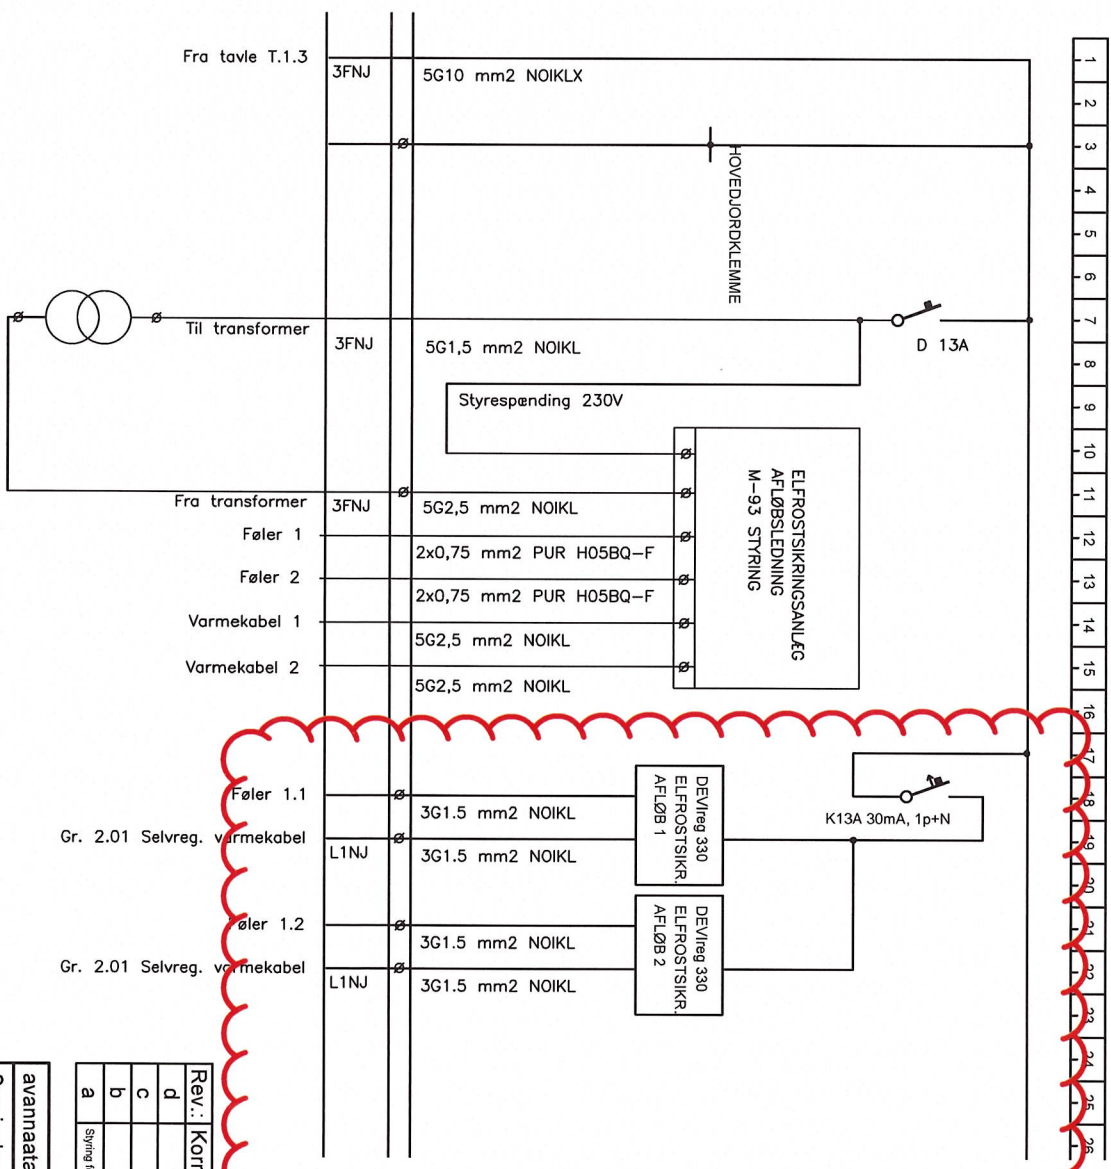 Fra tavle T.1.3
3FNJ
5G10 mm2 NOIKLX
HOVEDJORDKLEMME
Til transformer
3FNJ
5G1,5 mm2 NOIKL
D 13A
Styrespænding 230V
ELFROSTSIKRINGSANLÆG
AFLØBSLEDNING
M-93 STYRING
Fra transformer
3FNJ
5G2,5 mm2 NOIKL
Føler 1
2x0,75 mm2 PUR H05BQ-F
Føler 2
2x0,75 mm2 PUR H05BQ-F
Varmekabel 1
5G2,5 mm2 NOIKL
Varmekabel 2
5G2,5 mm2 NOIKL
Føler 1.1
3G1.5 mm2 NOIKL
DEVIreg 330
ELFROSTSIKR.
AFLØB 1
K13A 30mA, 1p+N
Gr. 2.01 Selvreg. varmekabel
L1NJ
3G1.5 mm2 NOIKL
Føler 1.2
3G1.5 mm2 NOIKL
DEVIreg 330
ELFROSTSIKR.
AFLØB 2
Gr. 2.01 Selvreg. varmekabel
L1NJ
3G1.5 mm2 NOIKL
1
2
3
4
5
6
7
8
9
10
11
12
13
14
15
16
17
18
19
20
21
22
23
24
25
26
Rev.:
d
c
b
a
Styring
avannaata